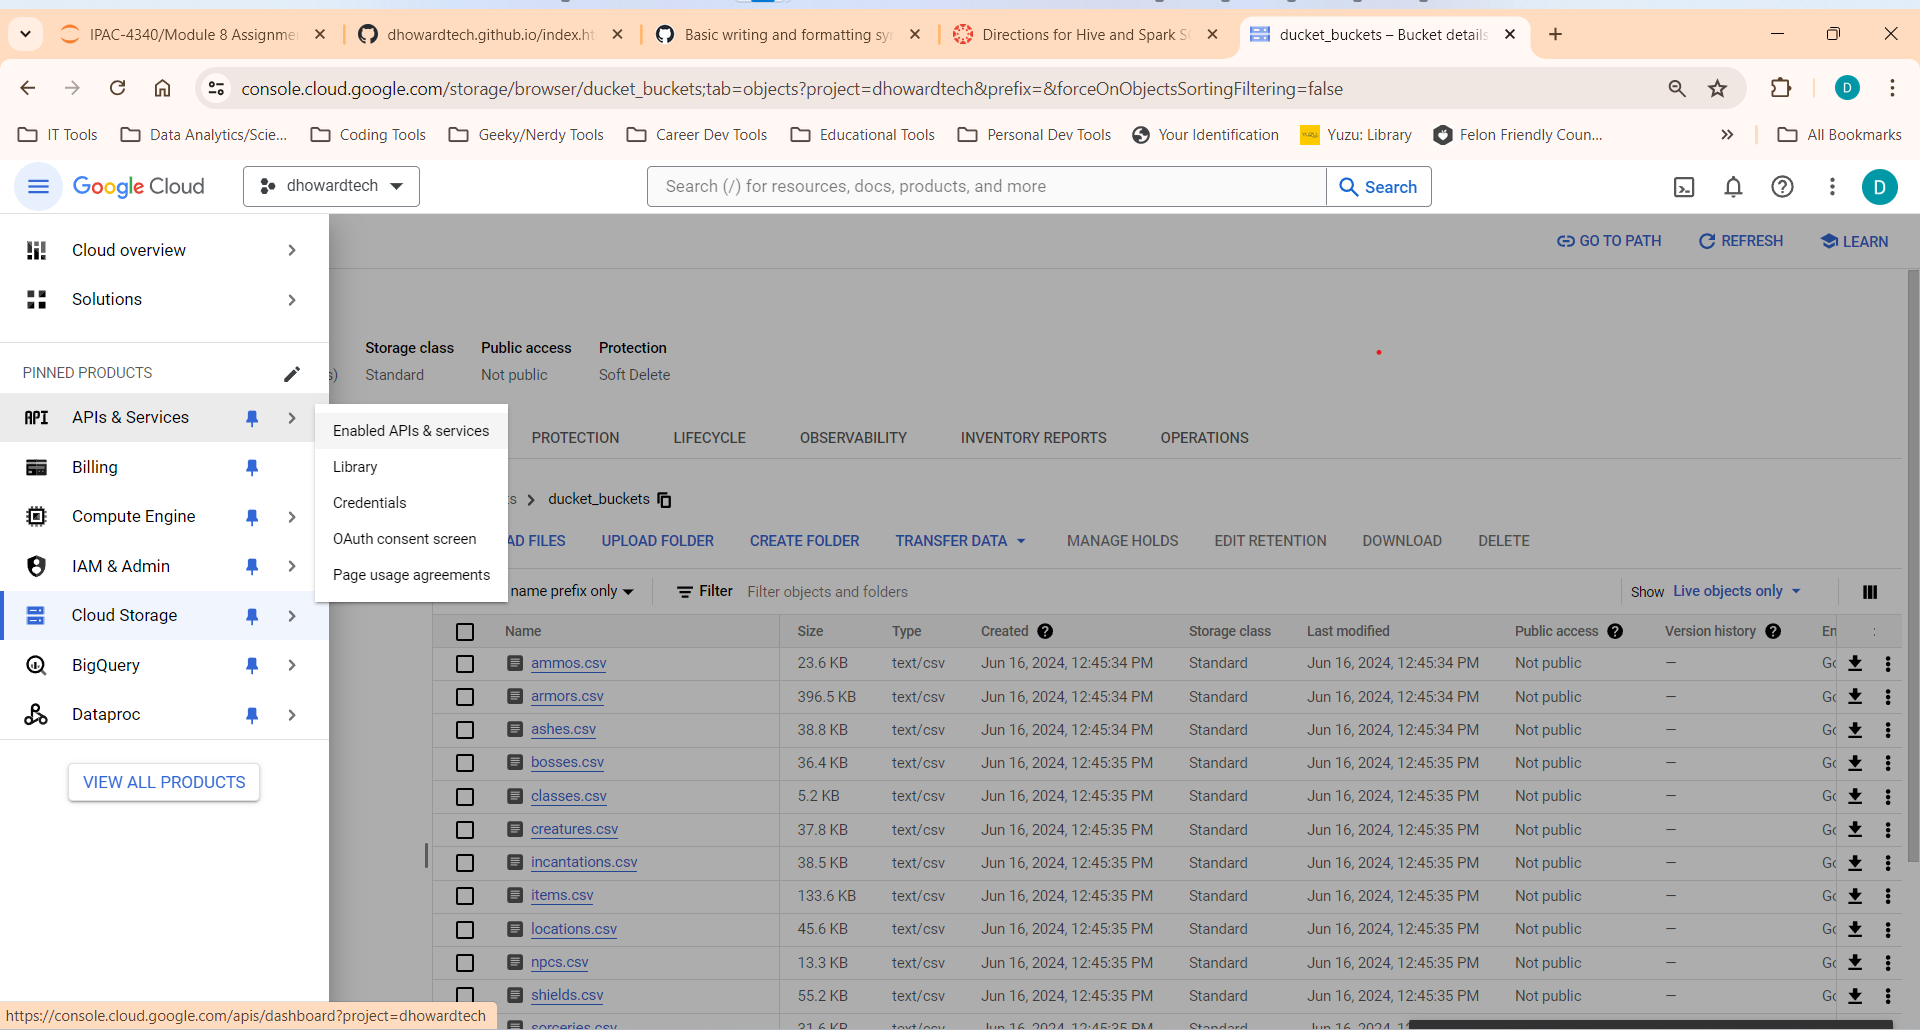 IPAC-4340/Module 8 Assignme
dhowardtech.github.io/index.ht
Basic writing and formatting sy
Directions for Hive and Spark S
ducket_buckets – Bucket details
console.cloud.google.com/storage/browser/ducket_buckets;tab=objects?project=dhowardtech&prefix=&forceOnObjectsSortingFiltering=false
D
IT Tools
Data Analytics/Scie...
Coding Tools
Geeky/Nerdy Tools
Career Dev Tools
Educational Tools
Personal Dev Tools
Your Identification
YUZU
Yuzu: Library
Felon Friendly Coun...
All Bookmarks
Google Cloud
dhowardtech
Search (/) for resources, docs, products, and more
Search
D
Cloud overview
Solutions
PINNED PRODUCTS
API APIs & Services
Billing
Compute Engine
IAM & Admin
Cloud Storage
BigQuery
Dataproc
VIEW ALL PRODUCTS
Enabled APIs & services
Library
Credentials
OAuth consent screen
Page usage agreements
GO TO PATH REFRESH LEARN
Storage class Public access Protection
s) Standard Not public Soft Delete
PROTECTION LIFECYCLE OBSERVABILITY INVENTORY REPORTS OPERATIONS
ts > ducket_buckets
AD FILES UPLOAD FOLDER CREATE FOLDER TRANSFER DATA MANAGE HOLDS EDIT RETENTION DOWNLOAD DELETE
name prefix only Filter Filter objects and folders Show Live objects only
Name Size Type Created Storage class Last modified Public access Version history En
ammos.csv 23.6 KB text/csv Jun 16, 2024, 12:45:34 PM Standard Jun 16, 2024, 12:45:34 PM Not public — Go
armors.csv 396.5 KB text/csv Jun 16, 2024, 12:45:34 PM Standard Jun 16, 2024, 12:45:34 PM Not public — Go
ashes.csv 38.8 KB text/csv Jun 16, 2024, 12:45:34 PM Standard Jun 16, 2024, 12:45:34 PM Not public — Go
bosses.csv 36.4 KB text/csv Jun 16, 2024, 12:45:35 PM Standard Jun 16, 2024, 12:45:35 PM Not public — Go
classes.csv 5.2 KB text/csv Jun 16, 2024, 12:45:35 PM Standard Jun 16, 2024, 12:45:35 PM Not public — Go
creatures.csv 37.8 KB text/csv Jun 16, 2024, 12:45:35 PM Standard Jun 16, 2024, 12:45:35 PM Not public — Go
incantations.csv 38.5 KB text/csv Jun 16, 2024, 12:45:35 PM Standard Jun 16, 2024, 12:45:35 PM Not public — Go
items.csv 133.6 KB text/csv Jun 16, 2024, 12:45:35 PM Standard Jun 16, 2024, 12:45:35 PM Not public — Go
locations.csv 45.6 KB text/csv Jun 16, 2024, 12:45:35 PM Standard Jun 16, 2024, 12:45:35 PM Not public — Go
npcs.csv 13.3 KB text/csv Jun 16, 2024, 12:45:35 PM Standard Jun 16, 2024, 12:45:35 PM Not public — Go
shields.csv 55.2 KB text/csv Jun 16, 2024, 12:45:35 PM Standard Jun 16, 2024, 12:45:35 PM Not public — Go
sorceries.csv 31.6 KB text/csv Jun 16, 2024, 12:45:35 PM Standard
https://console.cloud.google.com/apis/dashboard?project=dhowardtech